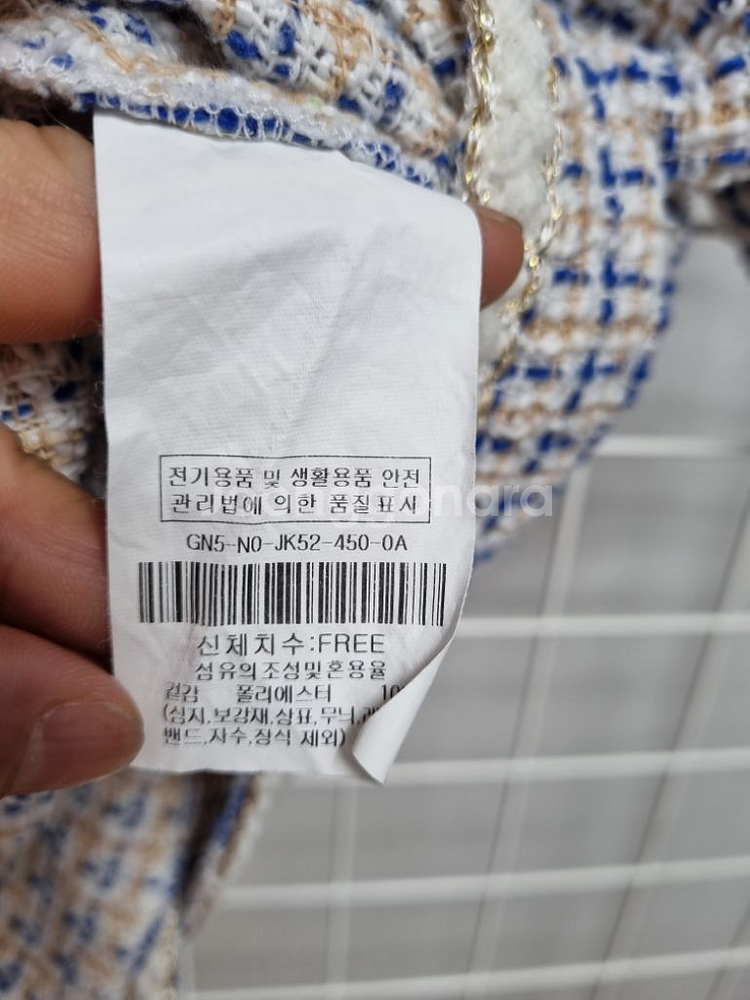 전기용품 및 생활용품 안전
관리법에 의한 품질표시
GN5-N0-JK52-450-0A
신체치수:FREE
섬유의조성및혼용율
겉감 폴리에스터
(심지,보강재,상표,무늬,
밴드,자수,장식 제외)